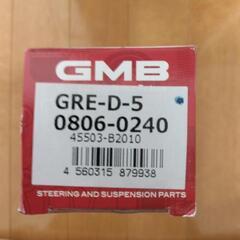 GMB
GRE-D-5
0806-0240
45503-B2010
4 560315 879938
STEERING AND SUSPENSION PARTS